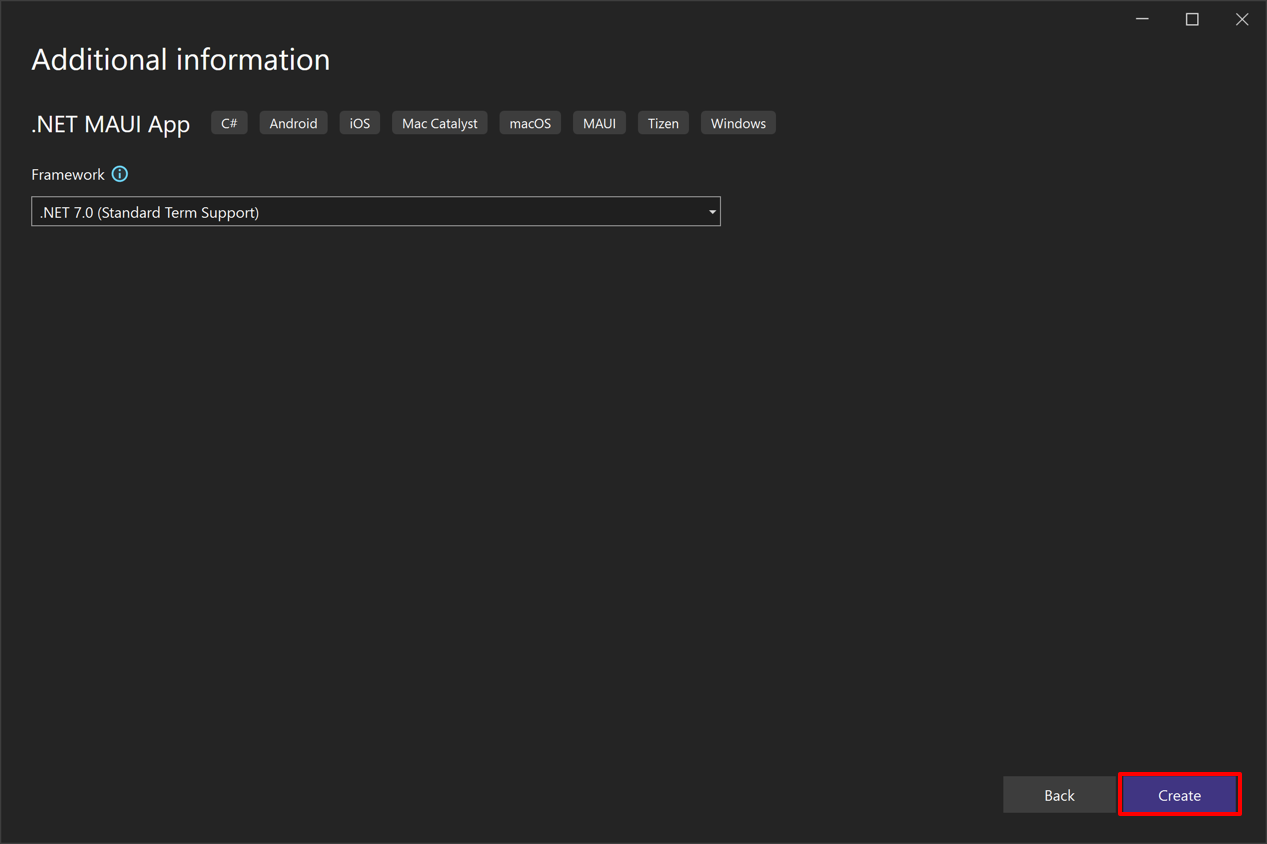 Additional information
.NET MAUI App C# Android iOS Mac Catalyst macOS MAUI Tizen Windows
Framework
.NET 7.0 (Standard Term Support)
Back Create